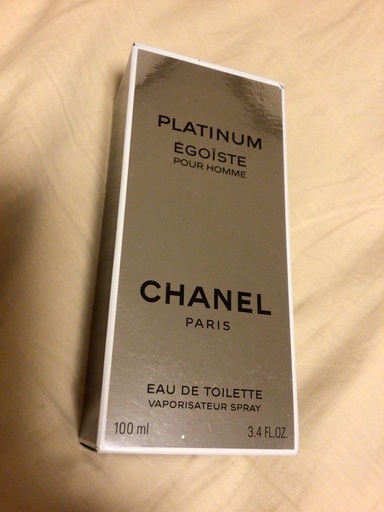 PLATINUM
ÉGOÏSTE
POUR HOMME
CHANEL
PARIS
EAU DE TOILETTE
VAPORISATEUR SPRAY
100 ml 3.4 FL.OZ.